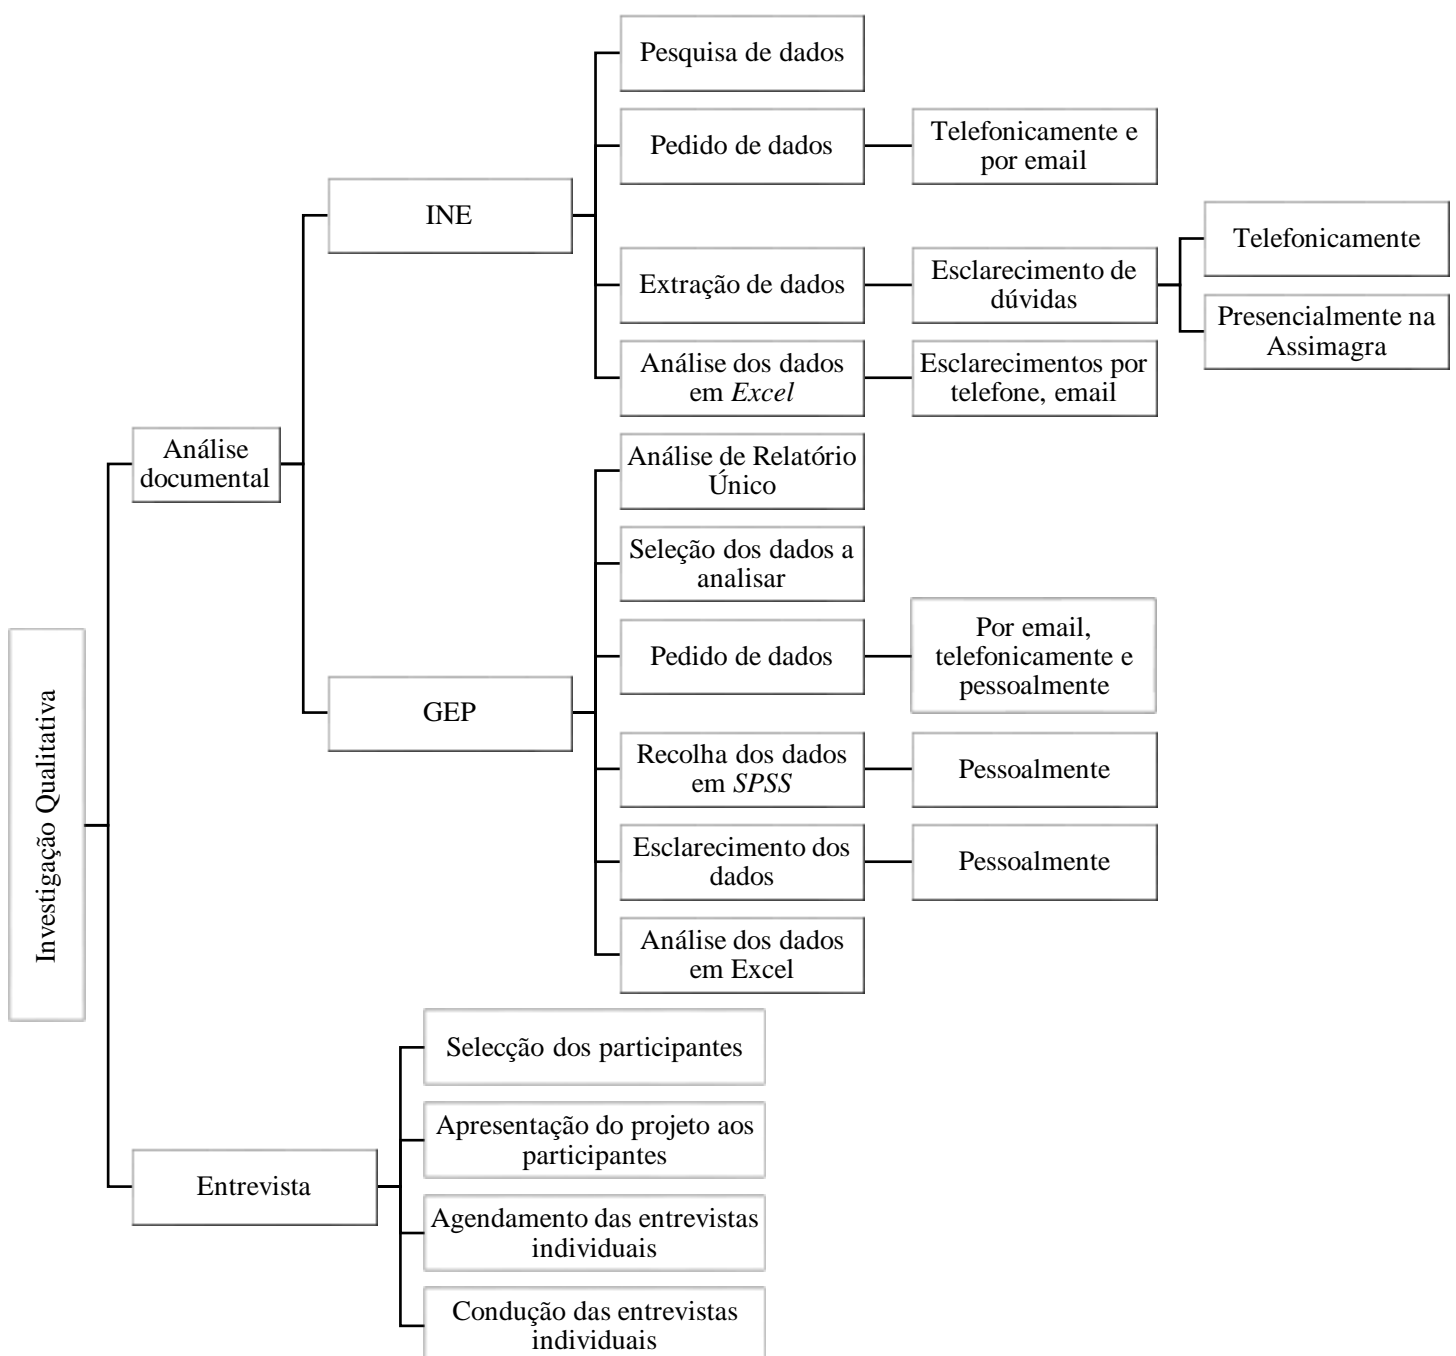 Investigação Qualitativa
Análise
documental
INE
Pesquisa de dados
Pedido de dados
Telefonicamente e
por email
Extração de dados
Esclarecimento de
dúvidas
Telefonicamente
Presencialmente na
Assimagra
Análise dos dados
em Excel
Esclarecimentos por
telefone, email
GEP
Análise de Relatório
Único
Seleção dos dados a
analisar
Pedido de dados
Por email,
telefonicamente e
pessoalmente
Recolha dos dados
em SPSS
Pessoalmente
Esclarecimento dos
dados
Pessoalmente
Análise dos dados
em Excel
Entrevista
Selecção dos participantes
Apresentação do projeto aos
participantes
Agendamento das entrevistas
individuais
Condução das entrevistas
individuais